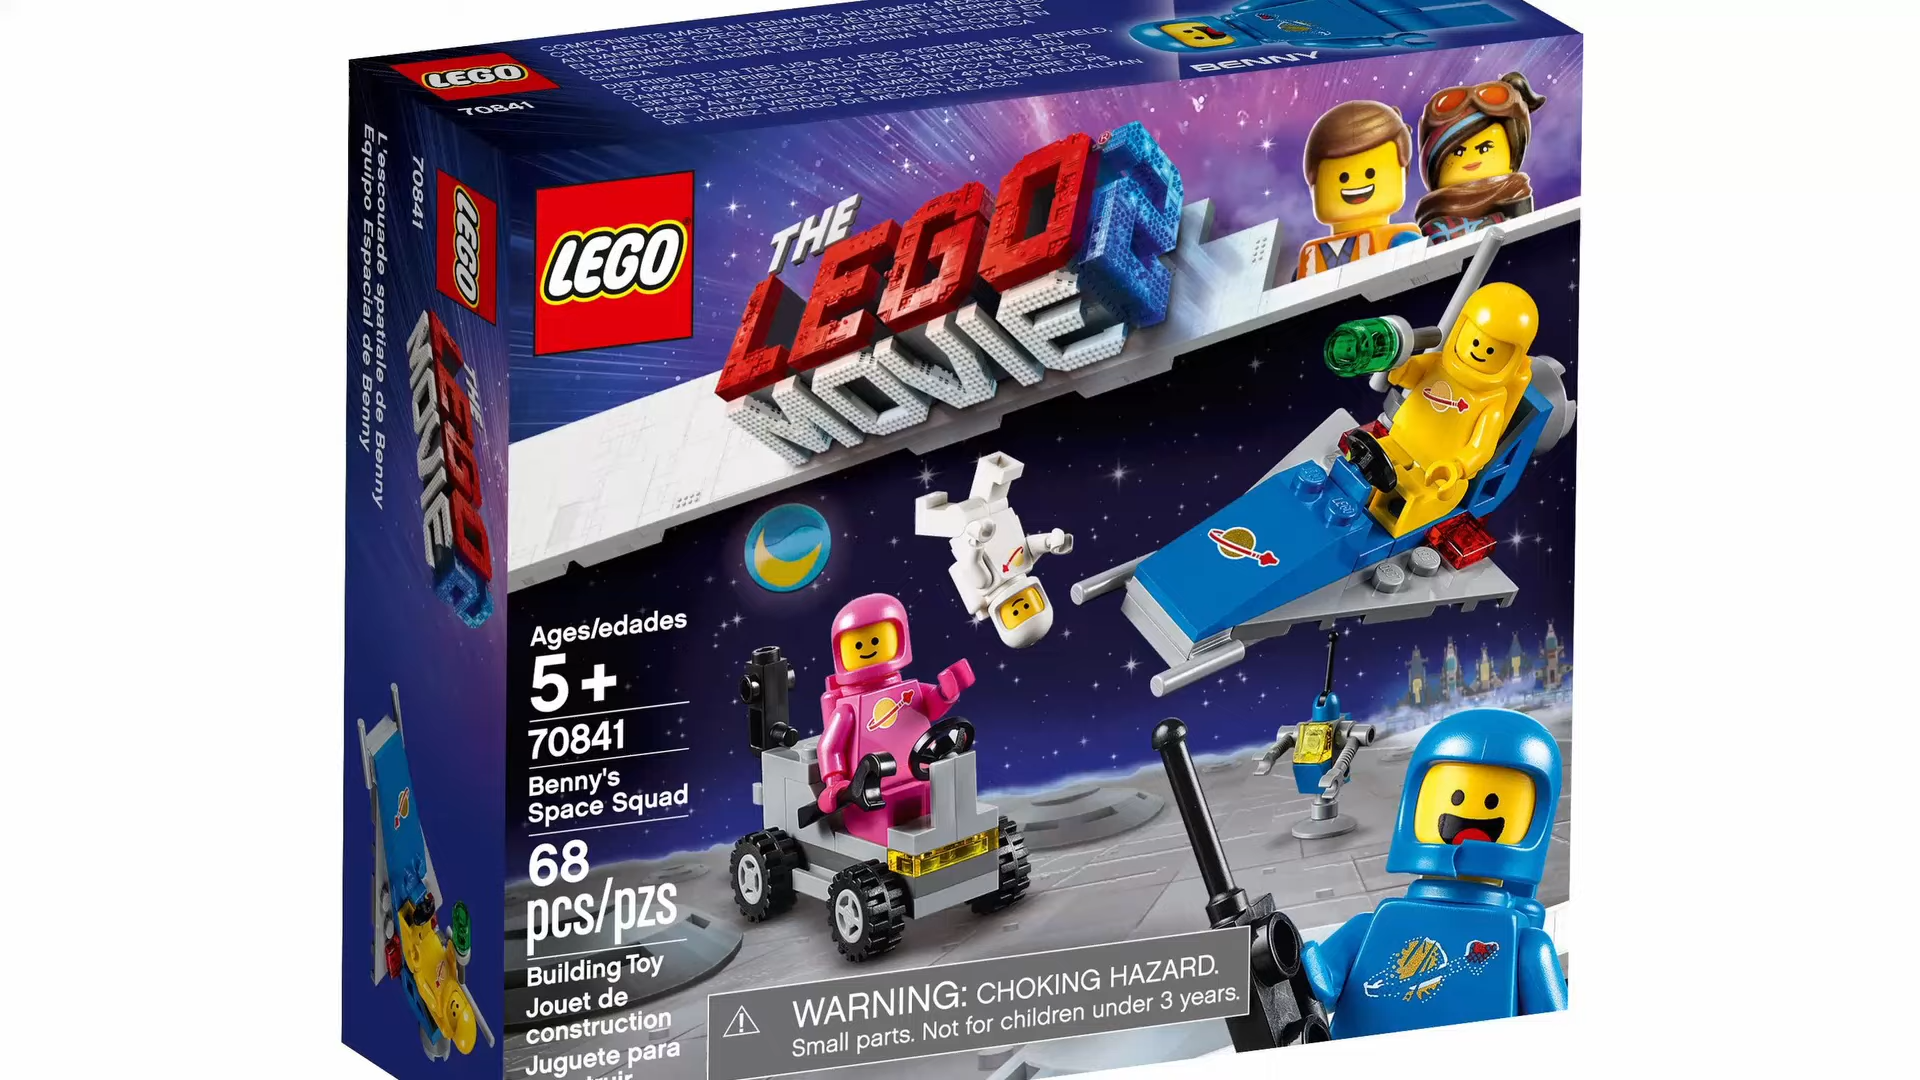 LEGO
70841
BENNY
L'escouade spatiale de Benny
Equipo Espacial de Benny
70841
LEGO
THE
LEGO
MOVIE
2
LEGO
THE
LEGO
MOVIE
2
Ages/edades
5+
70841
Benny's
Space Squad
68
pcs/pzs
Building Toy
Jouet de
construction
Juguete para
WARNING: CHOKING HAZARD.
Small parts. Not for children under 3 years.